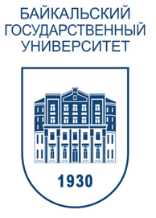 БАЙКАЛЬСКИЙ
ГОСУДАРСТВЕННЫЙ
УНИВЕРСИТЕТ
1930